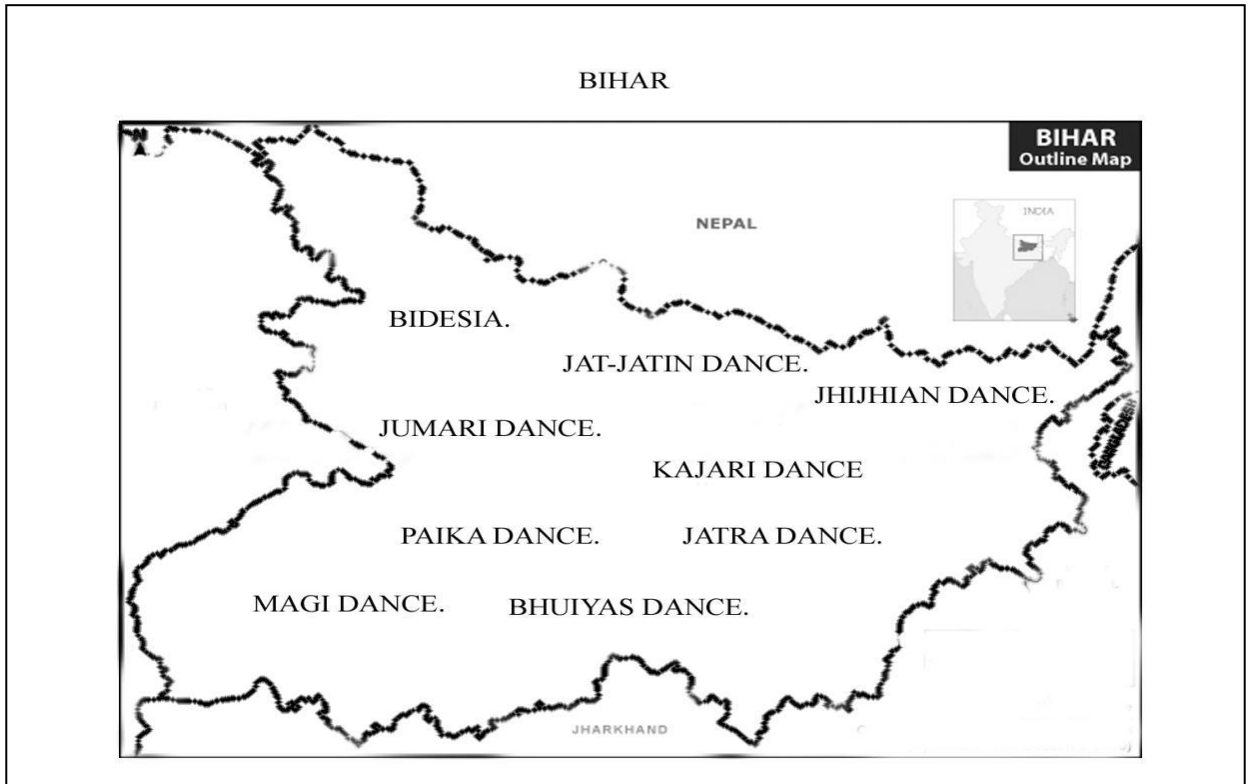 BIHAR
N
BIHAR
Outline Map
INDIA
NEPAL
BIDESIA.
JAT-JATIN DANCE.
JHIJHIAN DANCE.
JUMARI DANCE.
BANGLADESH
KAJARI DANCE
PAIKA DANCE.
JATRA DANCE.
MAGI DANCE.
BHUIYAS DANCE.
JHARKHAND